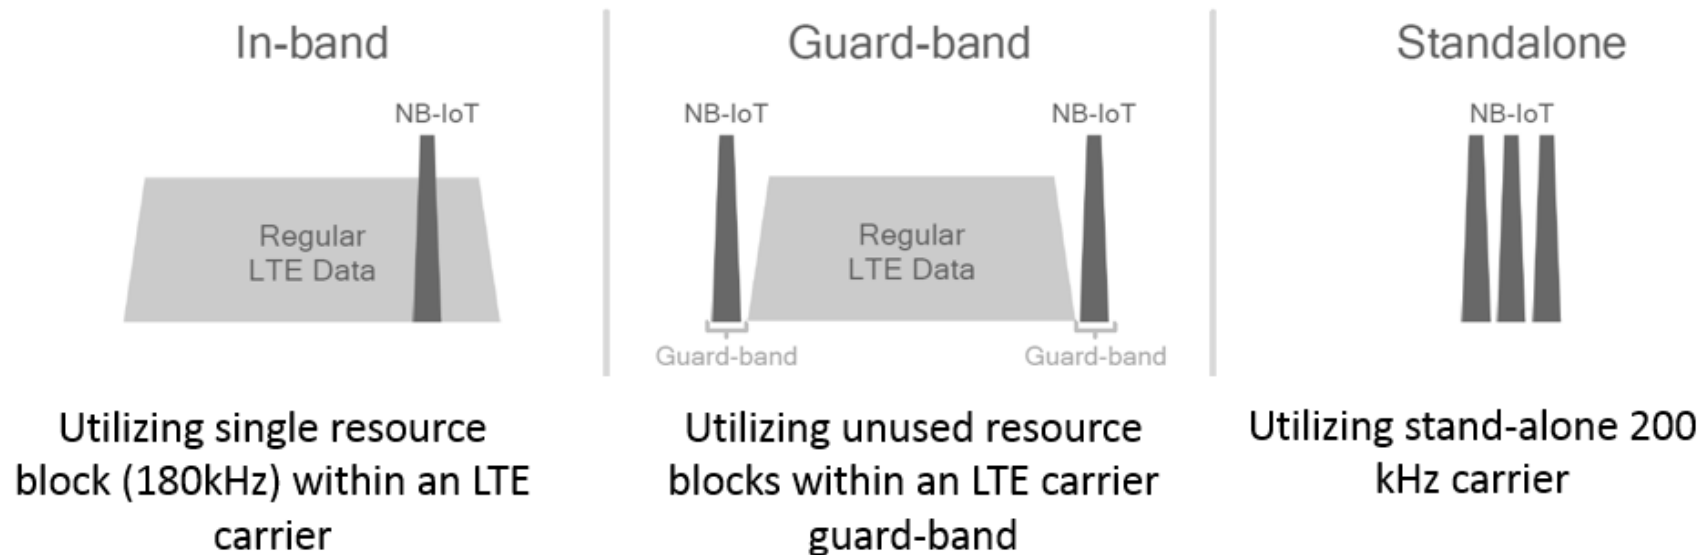 In-band
NB-IoT
Regular
LTE Data
Utilizing single resource
block (180kHz) within an LTE
carrier
Guard-band
NB-IoT
NB-IoT
Regular
LTE Data
Guard-band
Guard-band
Utilizing unused resource
blocks within an LTE carrier
guard-band
Standalone
NB-IoT
Utilizing stand-alone 200
kHz carrier